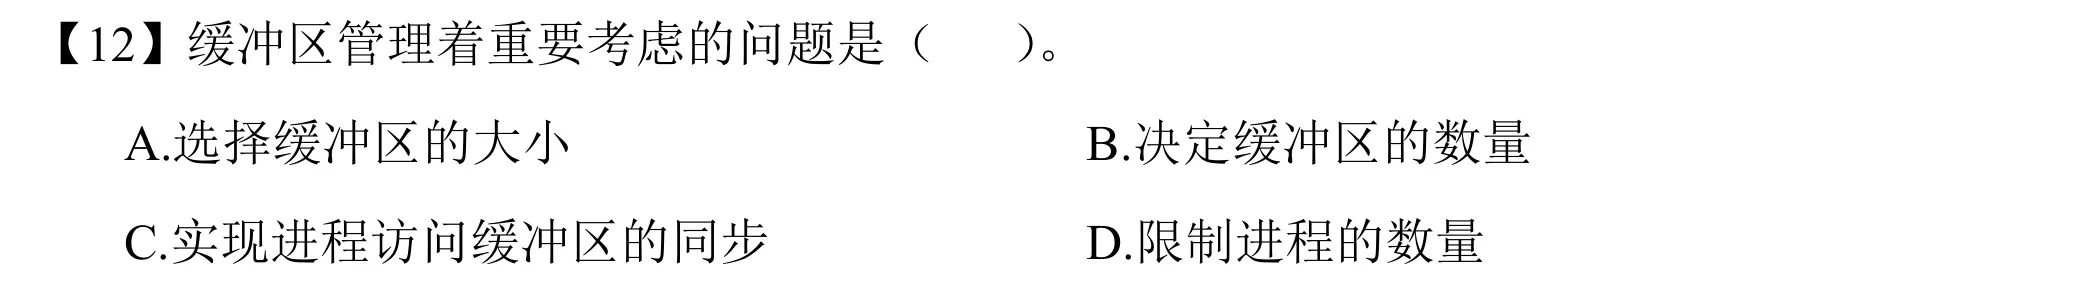 【12】缓冲区管理着重要考虑的问题是（　　）。
A.选择缓冲区的大小　　B.决定缓冲区的数量
C.实现进程访问缓冲区的同步　　D.限制进程的数量